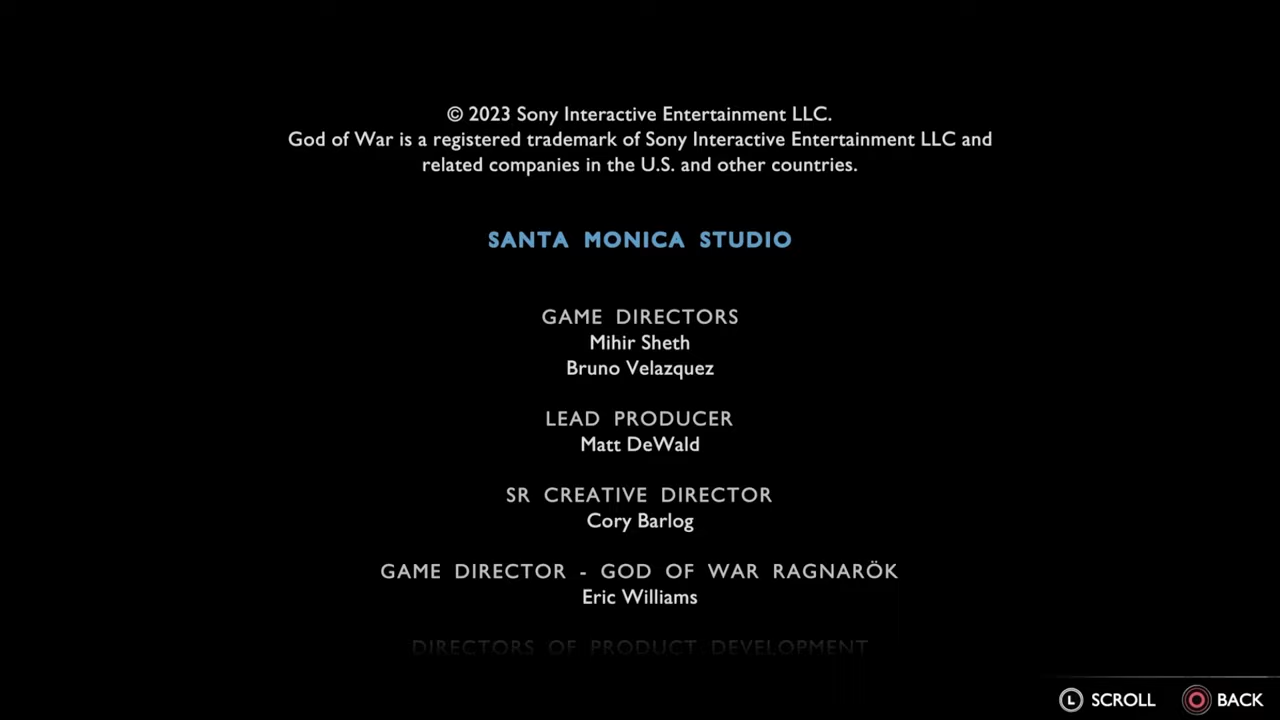 © 2023 Sony Interactive Entertainment LLC.
God of War is a registered trademark of Sony Interactive Entertainment LLC and
related companies in the U.S. and other countries.
SANTA MONICA STUDIO
GAME DIRECTORS
Mihir Sheth
Bruno Velazquez
LEAD PRODUCER
Matt DeWald
SR CREATIVE DIRECTOR
Cory Barlog
GAME DIRECTOR - GOD OF WAR RAGNARÖK
Eric Williams
DIRECTORS OF PRODUCT DEVELOPMENT
L SCROLL
BACK